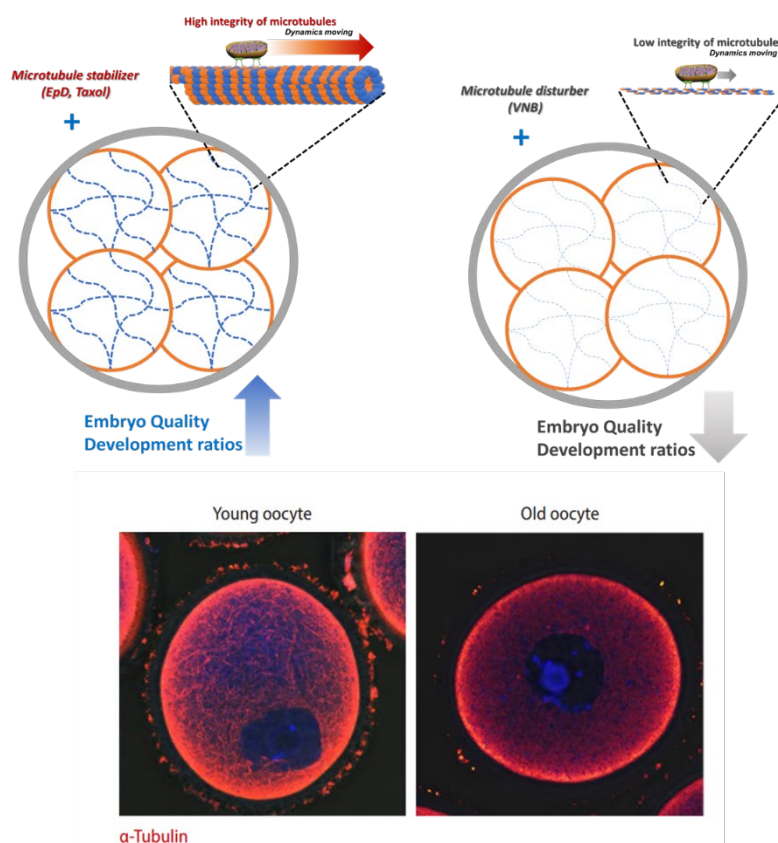 High integrity of microtubules
Dynamics moving
Microtubule stabilizer
(EpD, Taxol)
+
Embryo Quality
Development ratios
Low integrity of microtubule
Dynamics moving
Microtubule disturber
(VNB)
+
Embryo Quality
Development ratios
Young oocyte
Old oocyte
α-Tubulin